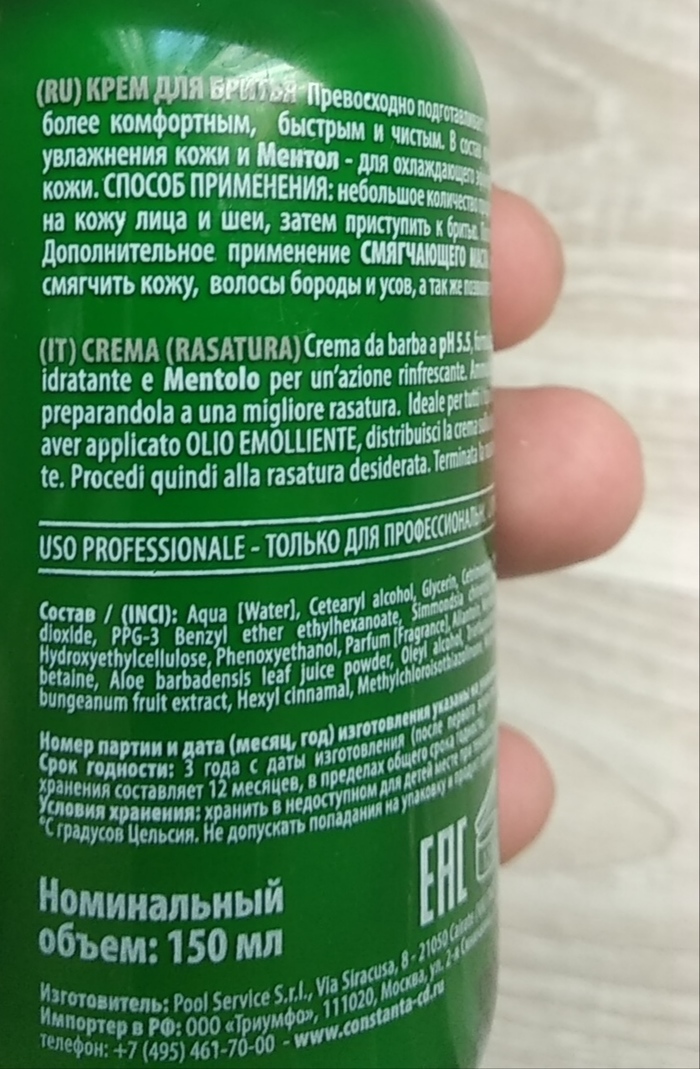 (RU) КРЕМ ДЛЯ БРИТЬЯ Превосходно подготавливает
более комфортным, быстрым и чистым. В состав
увлажнения кожи и Ментол - для охлаждающего
кожи. СПОСОБ ПРИМЕНЕНИЯ: небольшое количество
на кожу лица и шеи, затем приступить к бритью.
Дополнительное применение СМЯГЧАЮЩЕГО МАСЛА
смягчить кожу, волосы бороды и усов, а так же
(IT) CREMA (RASATURA) Crema da barba a pH 5.5,
idratante e Mentolo per un'azione rinfrescante.
preparandola a una migliore rasatura. Ideale per tutti
aver applicato OLIO EMOLLIENTE, distribuisci la crema
te. Procedi quindi alla rasatura desiderata. Terminata la
USO PROFESSIONALE - ТОЛЬКО ДЛЯ ПРОФЕССИОНАЛЬН
Состав / (INCI): Aqua [Water], Cetearyl alcohol, Glycerin,
dioxide, PPG-3 Benzyl ether ethylhexanoate, Simmondsia
Hydroxyethylcellulose, Phenoxyethanol, Parfum [Fragrance], Allantoin,
betaine, Aloe barbadensis leaf juice powder, Oleyl alcohol,
bungeanum fruit extract, Hexyl cinnamal, Methylchloroisothiazolinone,
Номер партии и дата (месяц, год) изготовления указаны на
Срок годности: 3 года с даты изготовления (после первого
хранения составляет 12 месяцев, в пределах общего срока годности).
Условия хранения: хранить в недоступном для детей месте при
°С градусов Цельсия. Не допускать попадания на упаковку и
EAC
Номинальный
объем: 150 мл
Изготовитель: Pool Service S.r.l., Via Siracusa, 8 - 21050 Cairate
Импортер в РФ: ООО «Триумфо», 111020, Москва, ул. 2-я
телефон: +7 (495) 461-70-00 - www.constanta-cd.ru